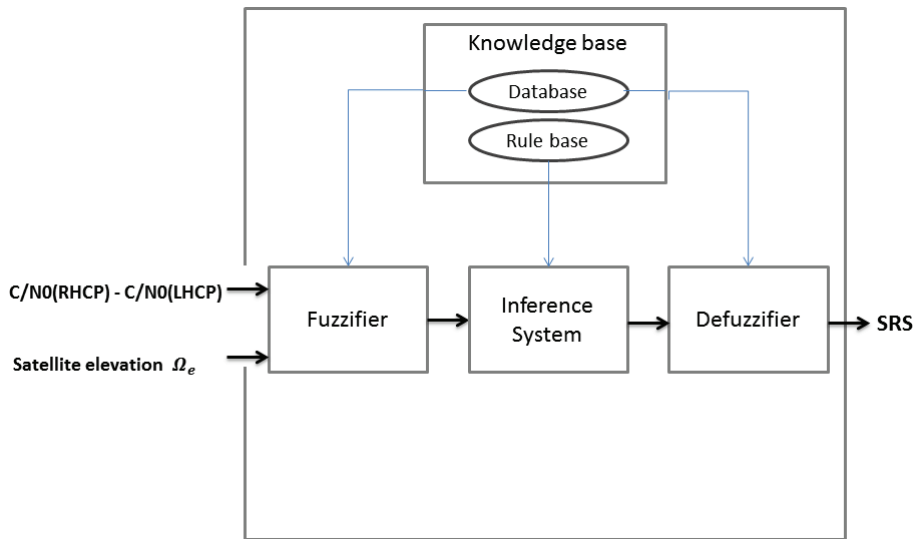 Knowledge base
Database
Rule base
C/N0(RHCP) - C/N0(LHCP)
Satellite elevation Ωₑ
Fuzzifier
Inference
System
Defuzzifier
SRS